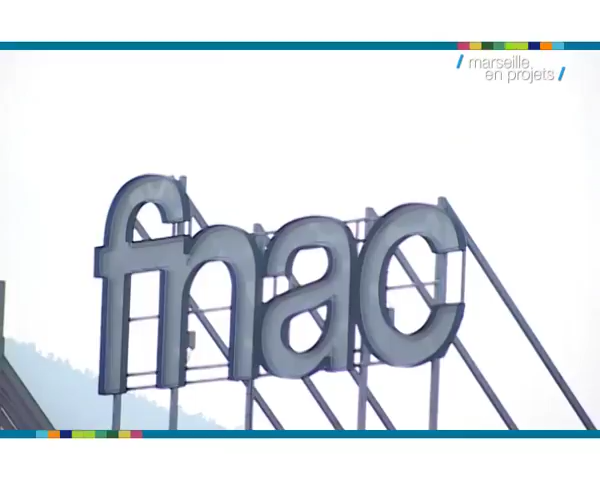 / marseille
en projets /
fnac